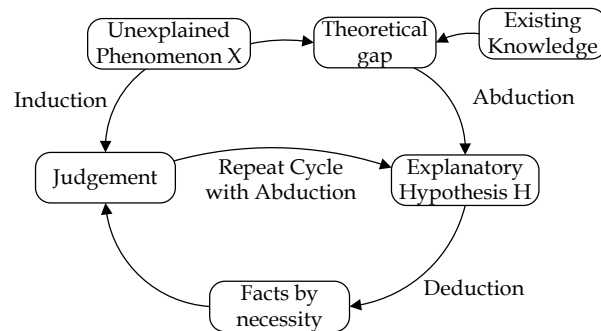 Unexplained
Phenomenon X
Theoretical
gap
Existing
Knowledge
Induction
Abduction
Judgement
Repeat Cycle
with Abduction
Explanatory
Hypothesis H
Deduction
Facts by
necessity